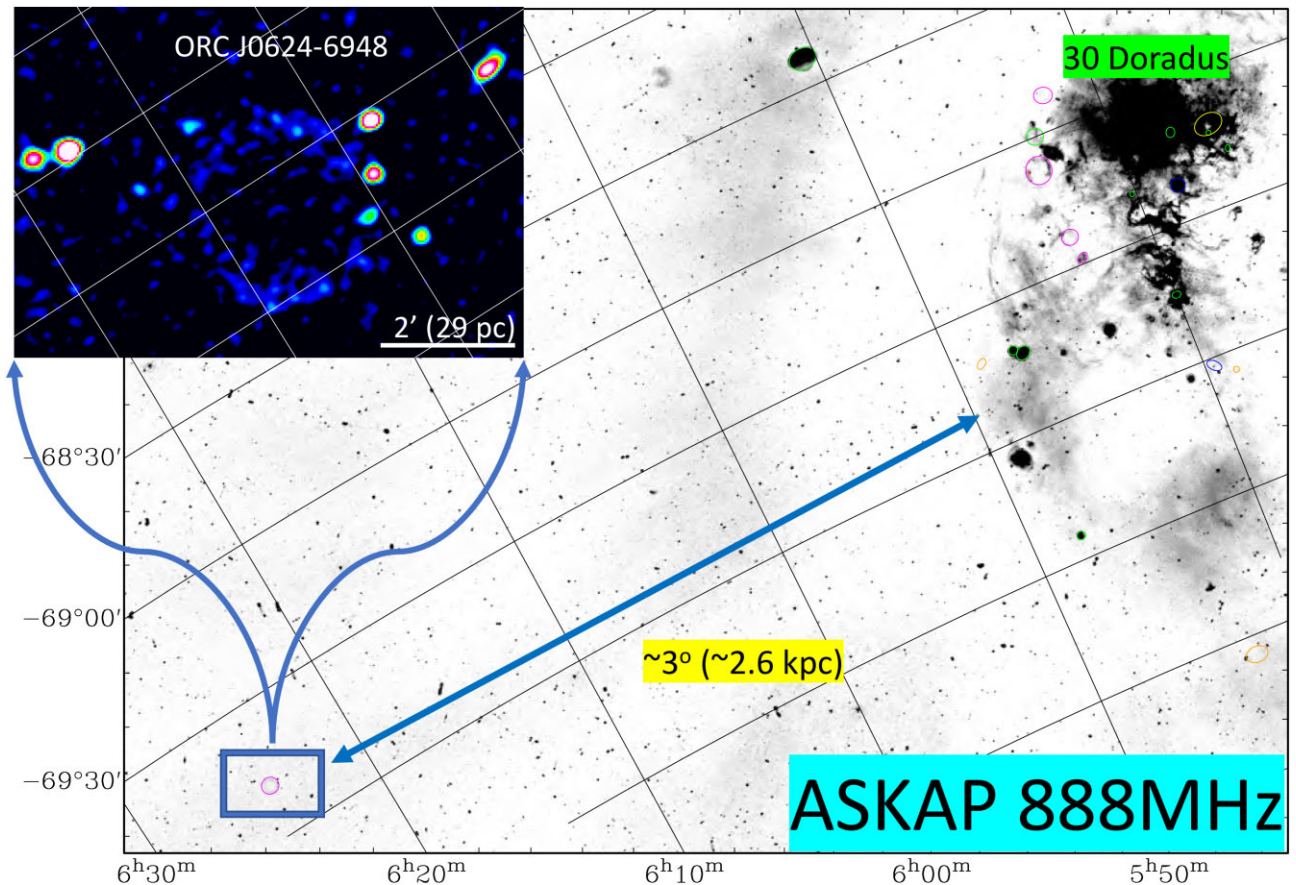 ORC J0624-6948
2’ (29 pc)
30 Doradus
~3° (~2.6 kpc)
ASKAP 888MHz
−68°30′
−69°00′
−69°30′
6ʰ30ᵐ
6ʰ20ᵐ
6ʰ10ᵐ
6ʰ00ᵐ
5ʰ50ᵐ